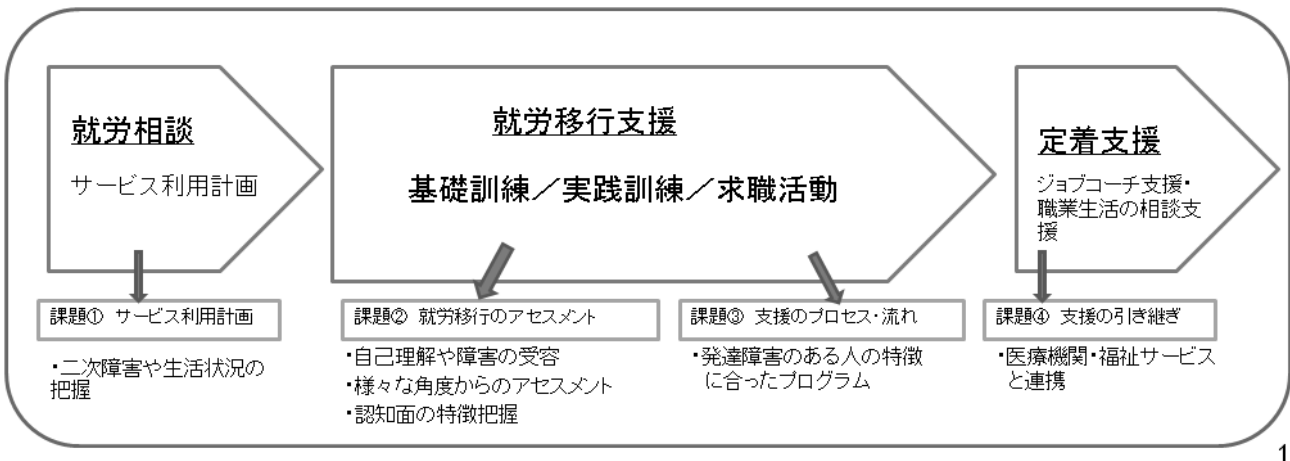 就労相談
サービス利用計画
就労移行支援
基礎訓練／実践訓練／求職活動
定着支援
ジョブコーチ支援・
職業生活の相談支
援
課題① サービス利用計画
・二次障害や生活状況の
把握
課題② 就労移行のアセスメント
・自己理解や障害の受容
・様々な角度からのアセスメント
・認知面の特徴把握
課題③ 支援のプロセス・流れ
・発達障害のある人の特徴
に合ったプログラム
課題④ 支援の引き継ぎ
・医療機関・福祉サービス
と連携
1